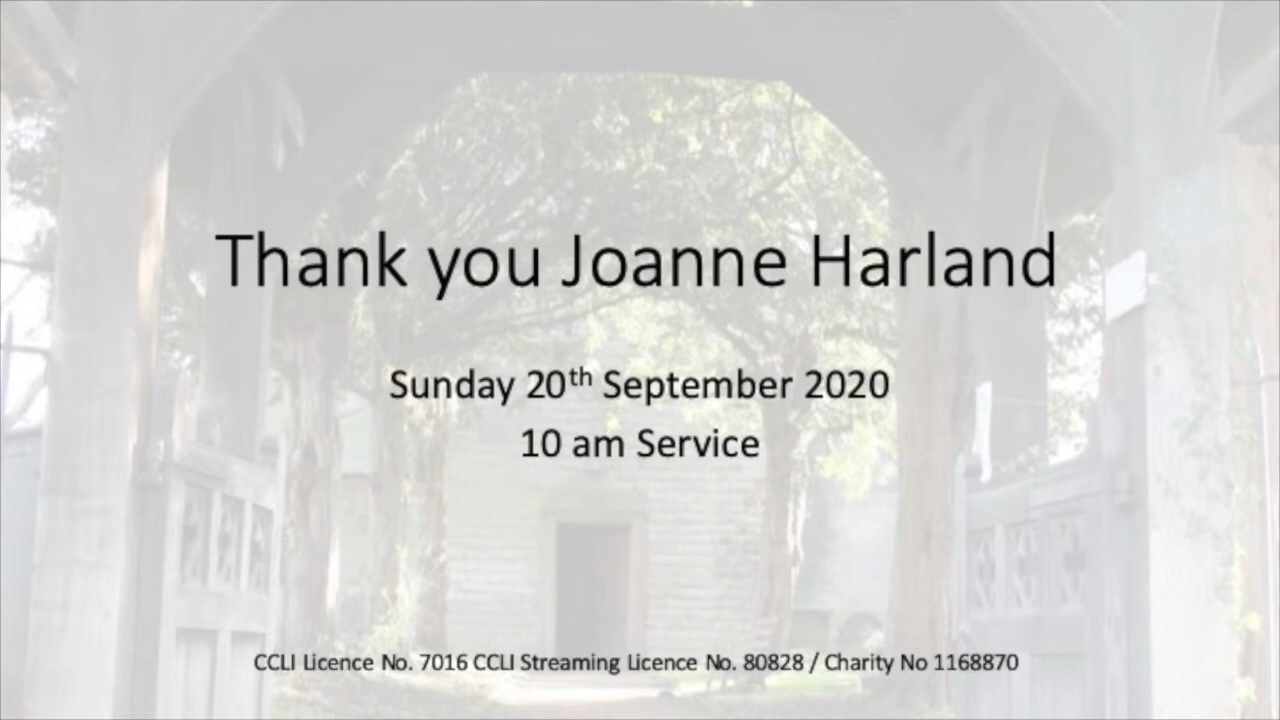 Thank you Joanne Harland
Sunday 20th September 2020
10 am Service
CCLI Licence No. 7016 CCLI Streaming Licence No. 80828 / Charity No 1168870